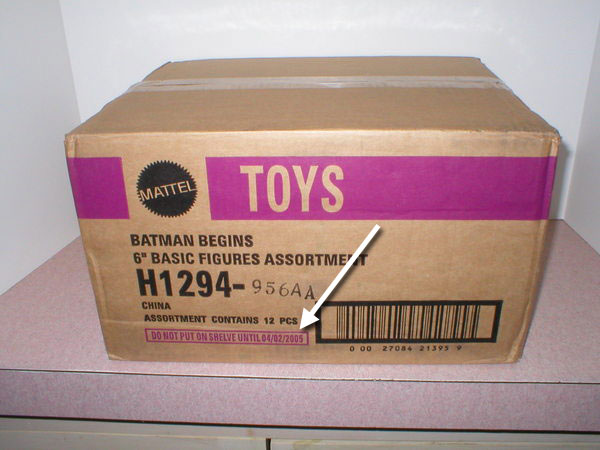 MATTEL
TOYS
BATMAN BEGINS
6" BASIC FIGURES ASSORTMENT
H1294-956AA
CHINA
ASSORTMENT CONTAINS 12 PCS
DO NOT PUT ON SHELVE UNTIL 04/02/2005
0 00 27084 21395 9